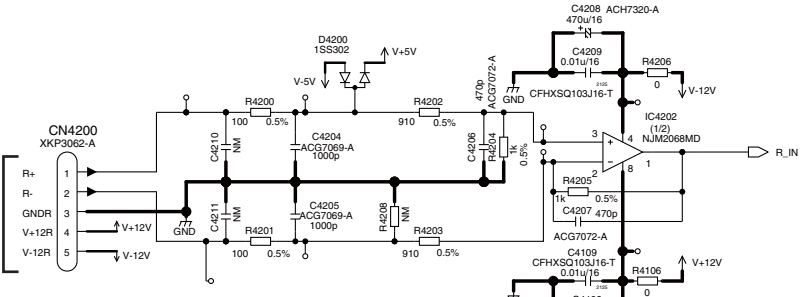 C4208 ACH7320-A
470u/16
D4200
1SS302
V+5V
V-5V
C4209
0.01u/16
R4206
0
2125
CFHXSQ103J16-T
GND
V-12V
470p
ACG7072-A
R4200
100
0.5%
R4202
910
0.5%
IC4202
(1/2)
NJM2068MD
CN4200
XKP3062-A
C4210
NM
C4204
ACG7069-A
1000p
C4206
R4204
1k
0.5%
3
4
+
-
2
8
1
R_IN
R+
1
R-
2
GNDR
3
V+12R
4
V+12V
V-12R
5
V-12V
GND
C4211
NM
C4205
ACG7069-A
1000p
R4208
NM
R4205
1k
0.5%
C4207
470p
ACG7072-A
R4201
100
0.5%
R4203
910
0.5%
C4109
CFHXSQ103J16-T
0.01u/16
2125
R4106
0
V+12V